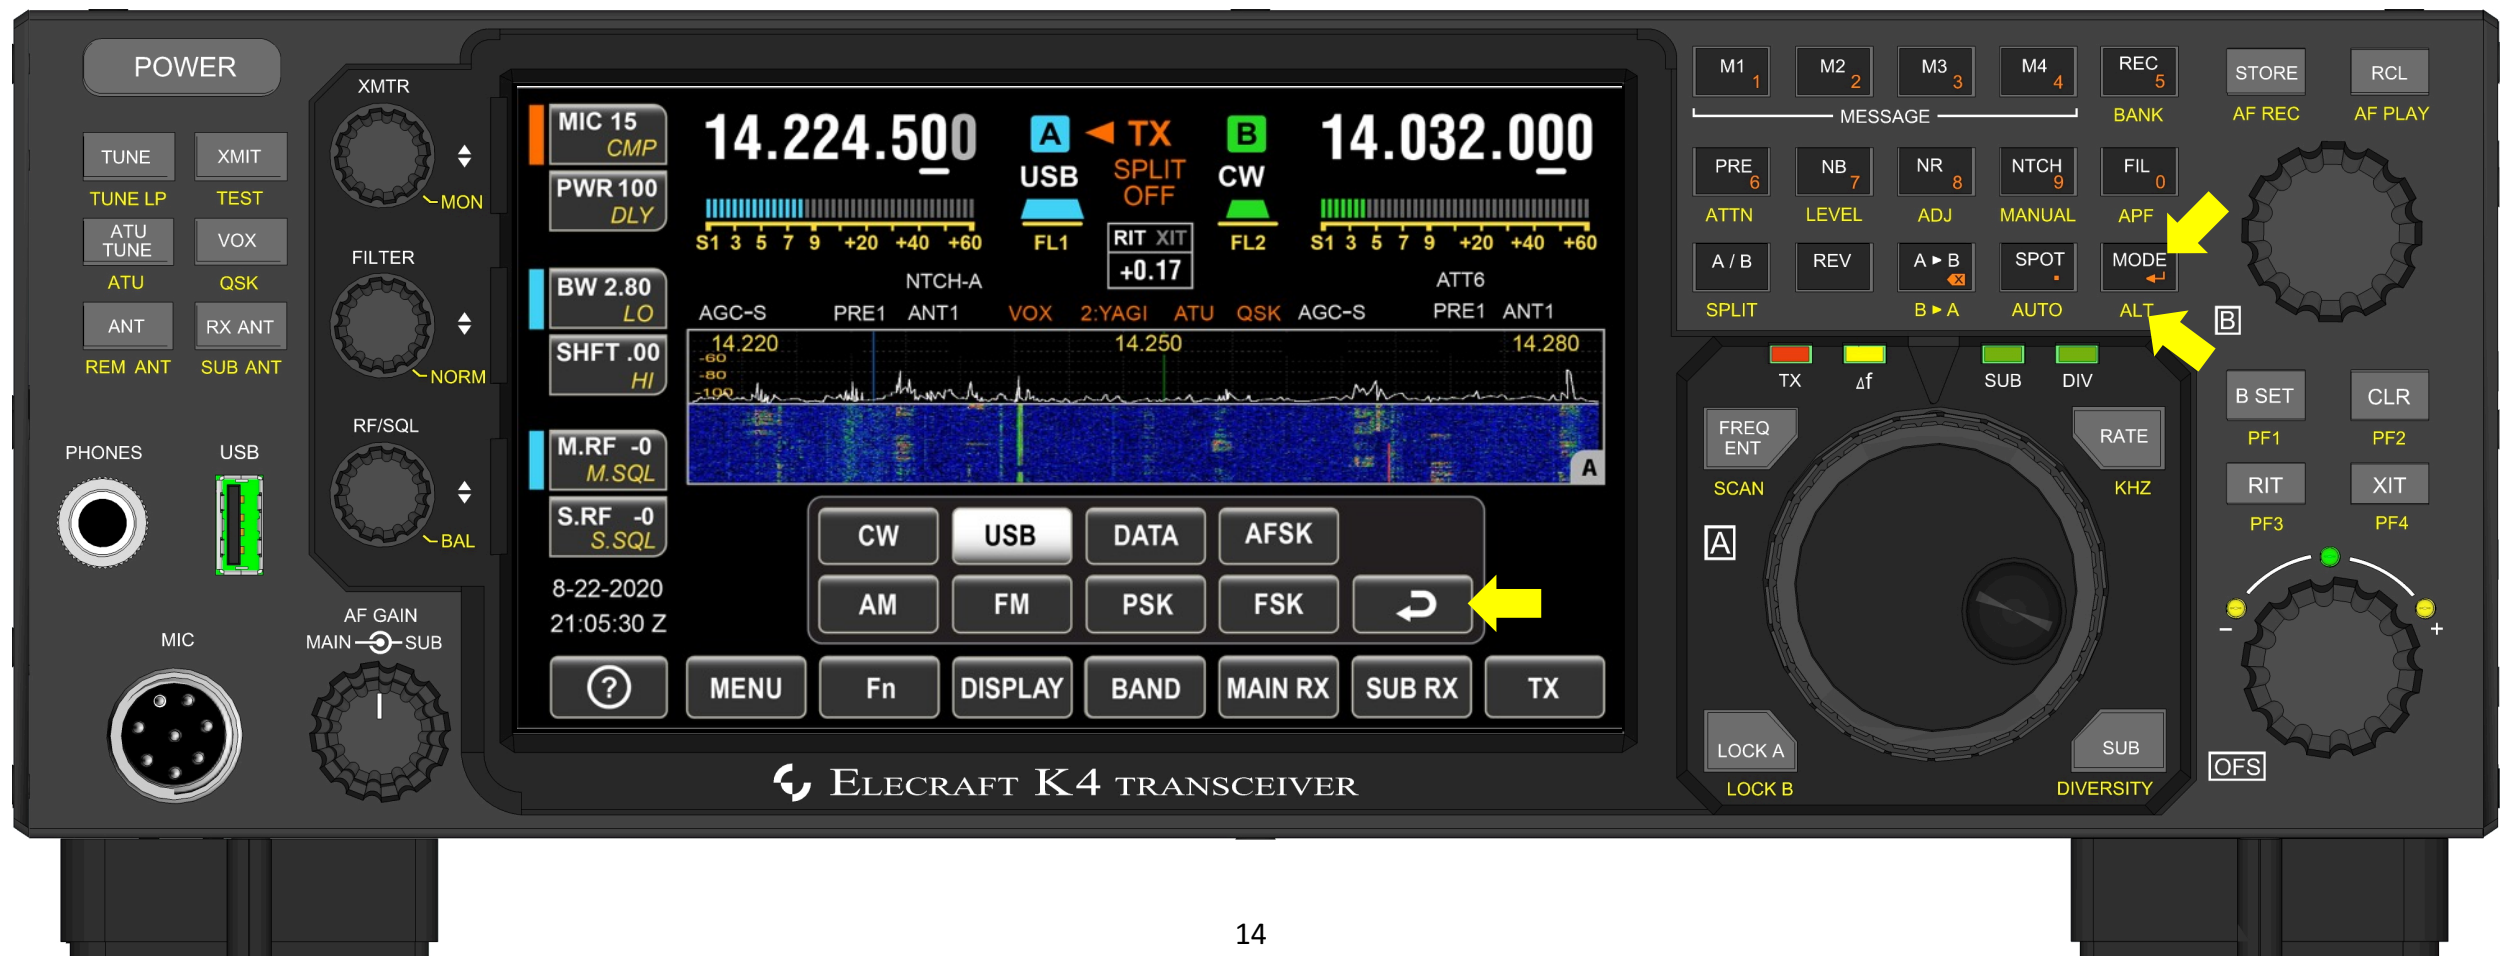 POWER
TUNE
XMIT
TUNE LP
TEST
ATU TUNE
VOX
ATU
QSK
ANT
RX ANT
REM ANT
SUB ANT
PHONES
USB
MIC
XMTR
MON
FILTER
NORM
RF/SQL
BAL
AF GAIN
MAIN SUB
MIC 15
CMP
PWR 100
DLY
BW 2.80
LO
SHFT .00
HI
M.RF -0
M.SQL
S.RF -0
S.SQL
8-22-2020
21:05:30 Z
14.224.500
A
TX
B
14.032.000
USB
SPLIT
OFF
CW
S1 3 5 7 9 +20 +40 +60
FL1
RIT XIT
+0.17
FL2
S1 3 5 7 9 +20 +40 +60
NTCH-A
ATT6
AGC-S
PRE1
ANT1
VOX
2:YAGI
ATU
QSK
AGC-S
PRE1
ANT1
14.220
14.250
14.280
-60
-80
-100
A
CW
USB
DATA
AFSK
AM
FM
PSK
FSK
?
MENU
Fn
DISPLAY
BAND
MAIN RX
SUB RX
TX
ELECRAFT K4 TRANSCEIVER
M1 1
M2 2
M3 3
M4 4
REC 5
MESSAGE
BANK
STORE
RCL
AF REC
AF PLAY
PRE 6
NB 7
NR 8
NTCH 9
FIL 0
ATTN
LEVEL
ADJ
MANUAL
APF
A / B
REV
A ▸ B
SPOT .
MODE
SPLIT
B ▸ A
AUTO
ALT
B
TX
Δf
SUB
DIV
FREQ ENT
RATE
SCAN
KHZ
A
LOCK A
SUB
LOCK B
DIVERSITY
B SET
CLR
PF1
PF2
RIT
XIT
PF3
PF4
- +
OFS
14